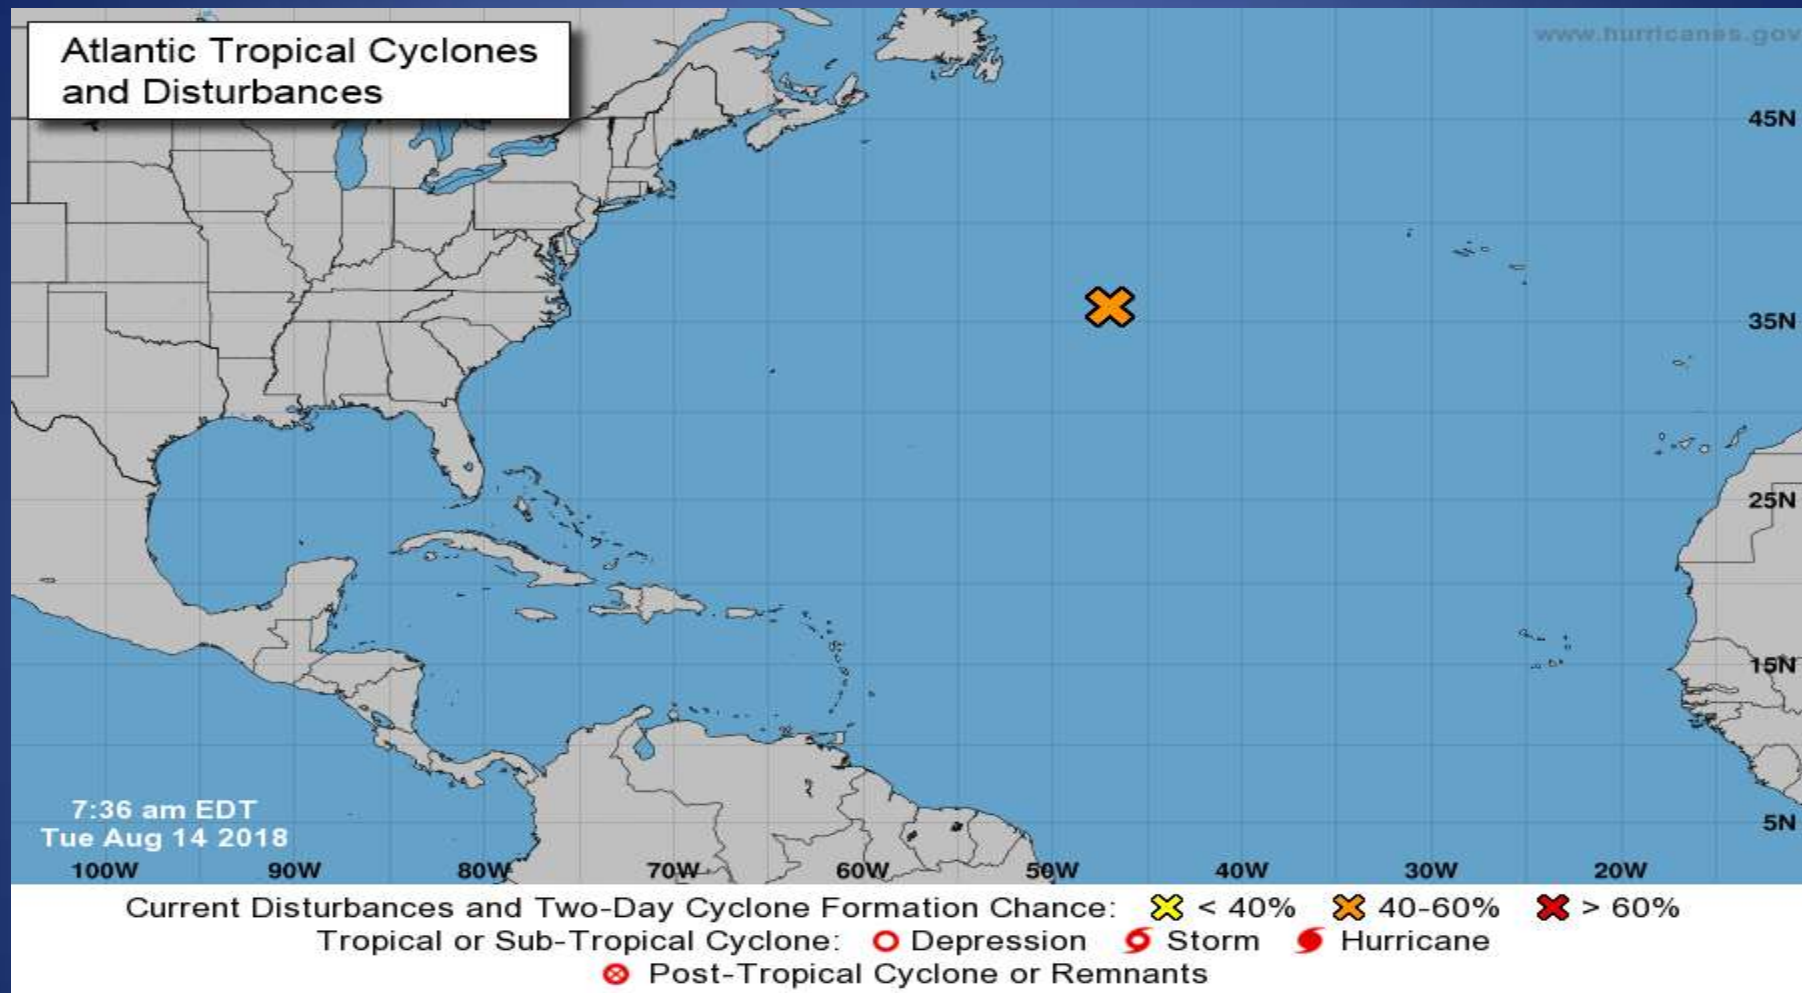 Atlantic Tropical Cyclones
and Disturbances
www.hurricanes.gov
45N
35N
25N
15N
5N
7:36 am EDT
Tue Aug 14 2018
100W 90W 80W 70W 60W 50W 40W 30W 20W
Current Disturbances and Two-Day Cyclone Formation Chance: < 40% 40-60% > 60%
Tropical or Sub-Tropical Cyclone: Depression Storm Hurricane
Post-Tropical Cyclone or Remnants